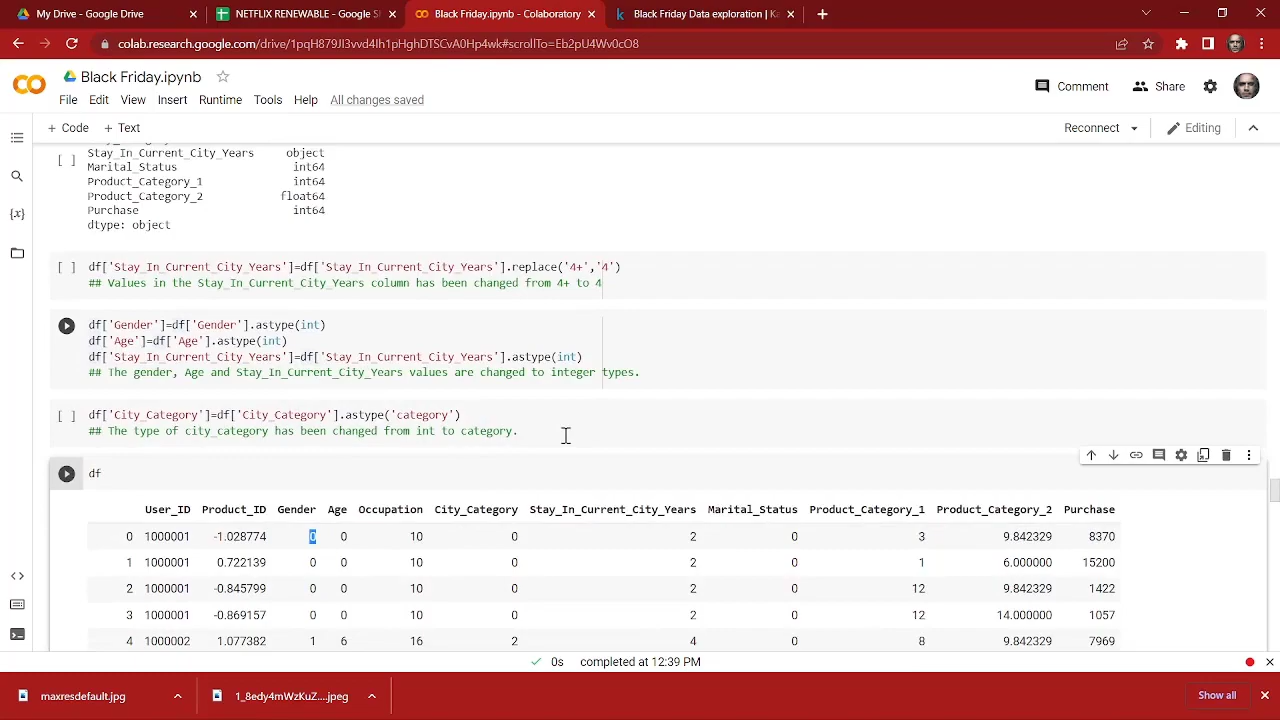 My Drive - Google Drive
NETFLIX RENEWABLE - Google Sh
Black Friday.ipynb - Colaboratory
Black Friday Data exploration | Ka
colab.research.google.com/drive/1pqH879JI3vvd4Ih1pHghDTSCvA0Hp4wk#scrollTo=Eb2pU4Wv0cO8
Black Friday.ipynb
Comment
Share
File Edit View Insert Runtime Tools Help All changes saved
+ Code + Text
Reconnect
Editing
Stay_In_Current_City_Years object
[ ]
Marital_Status int64
Product_Category_1 int64
Product_Category_2 float64
Purchase int64
dtype: object
[ ] df['Stay_In_Current_City_Years']=df['Stay_In_Current_City_Years'].replace('4+','4')
## Values in the Stay_In_Current_City_Years column has been changed from 4+ to 4
df['Gender']=df['Gender'].astype(int)
df['Age']=df['Age'].astype(int)
df['Stay_In_Current_City_Years']=df['Stay_In_Current_City_Years'].astype(int)
## The gender, Age and Stay_In_Current_City_Years values are changed to integer types.
[ ] df['City_Category']=df['City_Category'].astype('category')
## The type of city_category has been changed from int to category.
df
User_ID Product_ID Gender Age Occupation City_Category Stay_In_Current_City_Years Marital_Status Product_Category_1 Product_Category_2 Purchase
0 1000001 -1.028774 0 0 10 0 2 0 3 9.842329 8370
1 1000001 0.722139 0 0 10 0 2 0 1 6.000000 15200
2 1000001 -0.845799 0 0 10 0 2 0 12 9.842329 1422
3 1000001 -0.869157 0 0 10 0 2 0 12 14.000000 1057
4 1000002 1.077382 1 6 16 2 4 0 8 9.842329 7969
0s completed at 12:39 PM
maxresdefault.jpg
1_8edy4mWzKuZ....jpeg
Show all